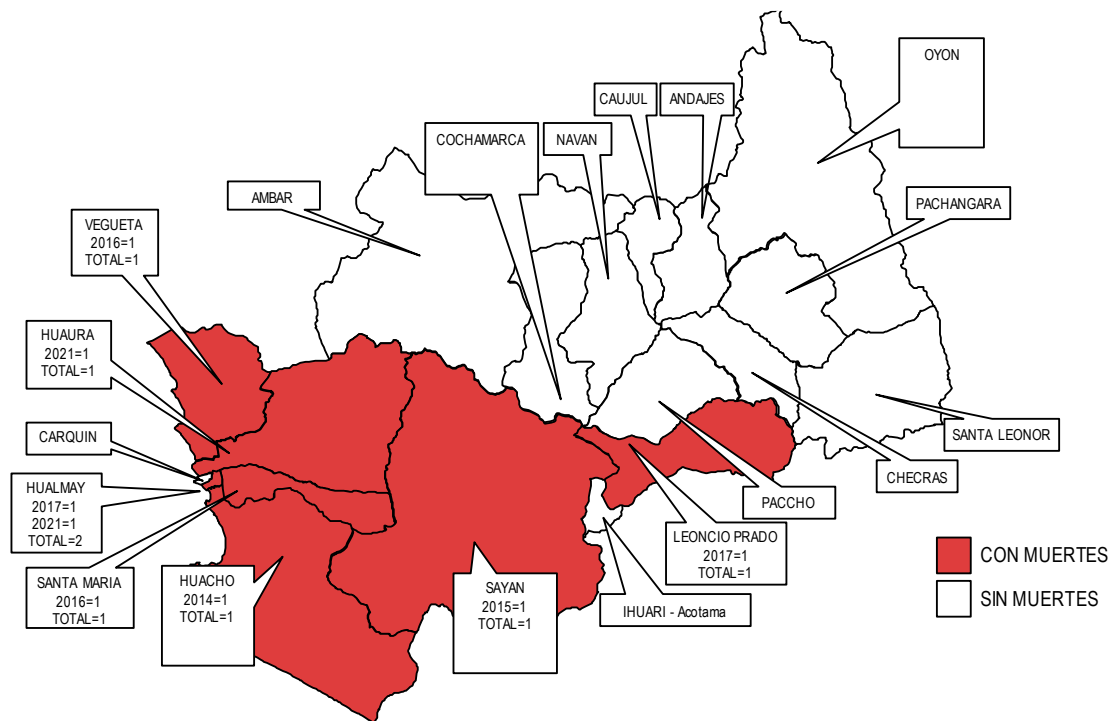 OYON
CAUJUL
ANDAJES
COCHAMARCA
NAVAN
AMBAR
PACHANGARA
VEGUETA
2016=1
TOTAL=1
HUAURA
2021=1
TOTAL=1
CARQUIN
SANTA LEONOR
HUALMAY
2017=1
2021=1
TOTAL=2
CHECRAS
PACCHO
LEONCIO PRADO
2017=1
TOTAL=1
CON MUERTES
SANTA MARIA
2016=1
TOTAL=1
HUACHO
2014=1
TOTAL=1
SAYAN
2015=1
TOTAL=1
IHUARI - Acotama
SIN MUERTES